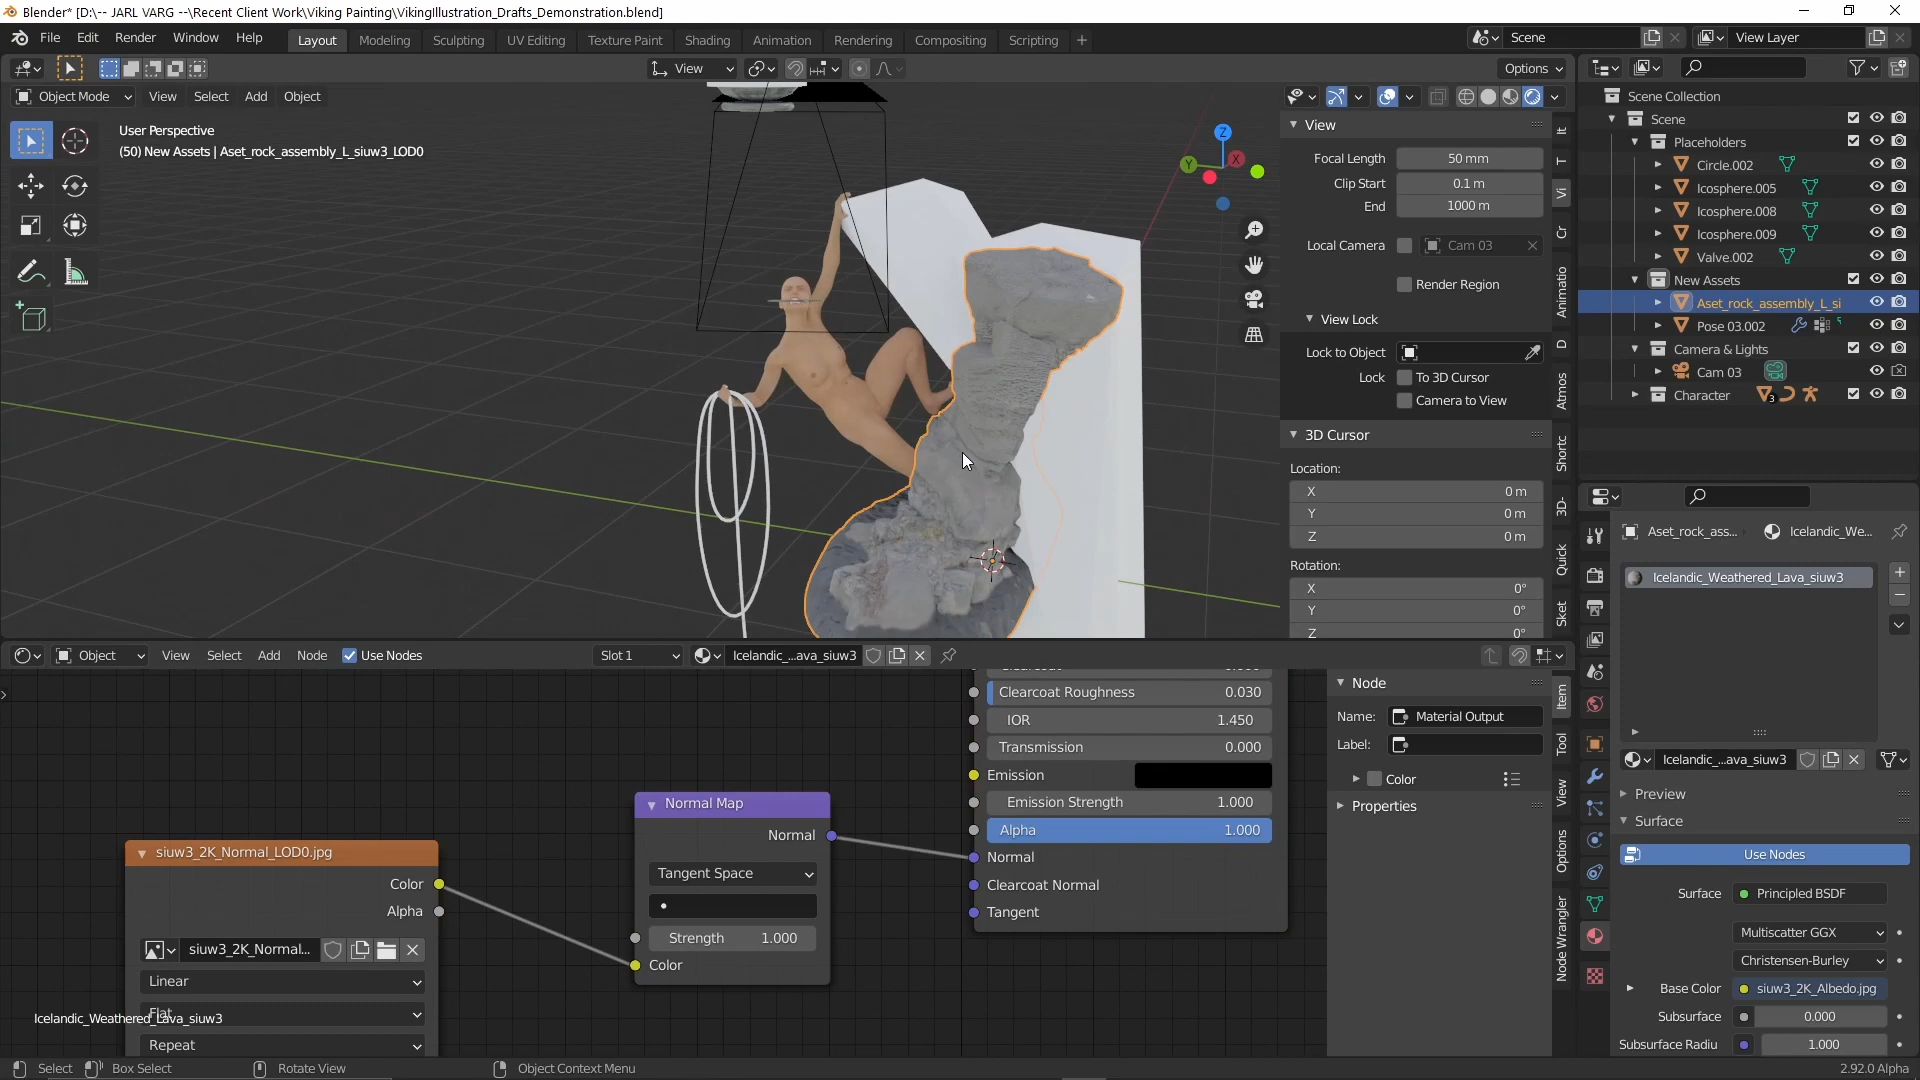 Blender* [D:\-- JARL VARG --\Recent Client Work\Viking Painting\VikingIllustration_Drafts_Demonstration.blend]
File Edit Render Window Help Layout Modeling Sculpting UV Editing Texture Paint Shading Animation Rendering Compositing Scripting + Scene View Layer
View Options
Object Mode View Select Add Object
User Perspective
(50) New Assets | Aset_rock_assembly_L_siuw3_LOD0
Z
Y
X
View
Focal Length 50 mm
Clip Start 0.1 m
End 1000 m
Local Camera Cam 03
Render Region
View Lock
Lock to Object
Lock To 3D Cursor
Camera to View
3D Cursor
Location:
X 0 m
Y 0 m
Z 0 m
Rotation:
X 0°
Y 0°
Z 0°
It
T
Vi
Cr
Animatio
D
Atmos
Shortc
3D-
Quick
Sket
Scene Collection
Scene
Placeholders
Circle.002
Icosphere.005
Icosphere.008
Icosphere.009
Valve.002
New Assets
Aset_rock_assembly_L_si
Pose 03.002
Camera & Lights
Cam 03
Character 3
Aset_rock_ass... Icelandic_We...
Icelandic_Weathered_Lava_siuw3
Icelandic_...ava_siuw3
Preview
Surface
Use Nodes
Surface Principled BSDF
Multiscatter GGX
Christensen-Burley
Base Color siuw3_2K_Albedo.jpg
Subsurface 0.000
Subsurface Radiu 1.000
Object View Select Add Node Use Nodes Slot 1 Icelandic_...ava_siuw3
Clearcoat Roughness 0.030
IOR 1.450
Transmission 0.000
Emission
Emission Strength 1.000
Alpha 1.000
Normal
Clearcoat Normal
Tangent
Normal Map
Normal
Tangent Space
Strength 1.000
Color
siuw3_2K_Normal_LOD0.jpg
Color
Alpha
siuw3_2K_Normal...
Linear
Flat
Repeat
Icelandic_Weathered_Lava_siuw3
Node
Name: Material Output
Label:
Color
Properties
Item
Tool
View
Options
Node Wrangler
Select Box Select Rotate View Object Context Menu 2.92.0 Alpha